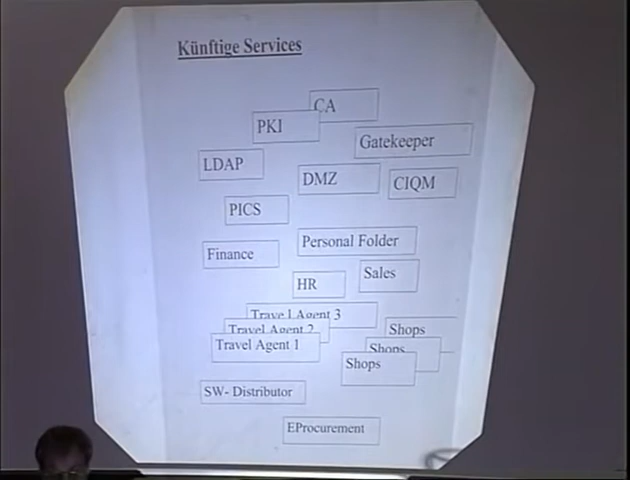 Künftige Services
CA
PKI
Gatekeeper
LDAP
DMZ
CIQM
PICS
Personal Folder
Finance
Sales
HR
Travel Agent 3
Travel Agent 2
Shops
Travel Agent 1
Shops
Shops
SW- Distributor
EProcurement